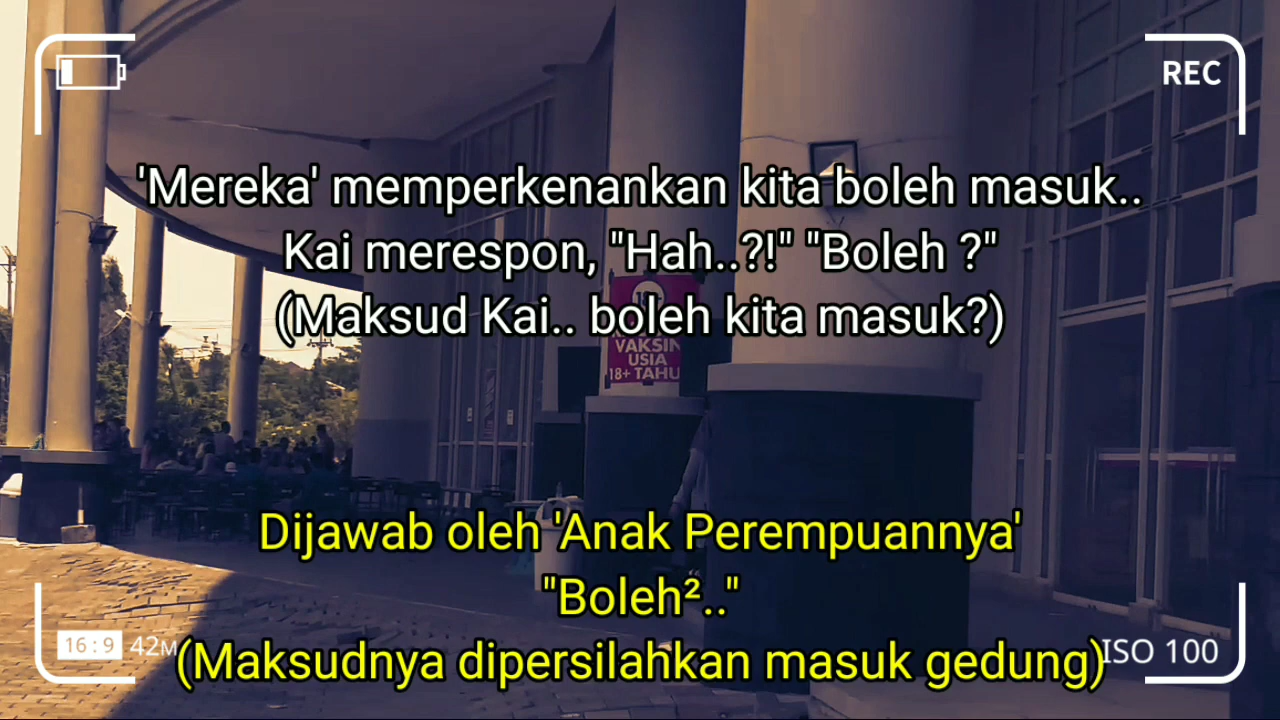 REC
'Mereka' memperkenankan kita boleh masuk..
Kai merespon, "Hah..?!" "Boleh ?"
(Maksud Kai.. boleh kita masuk?)
VAKSIN
USIA
18+ TAHU
Dijawab oleh 'Anak Perempuannya'
"Boleh².."
16:9 42M
ISO 100
(Maksudnya dipersilahkan masuk gedung)